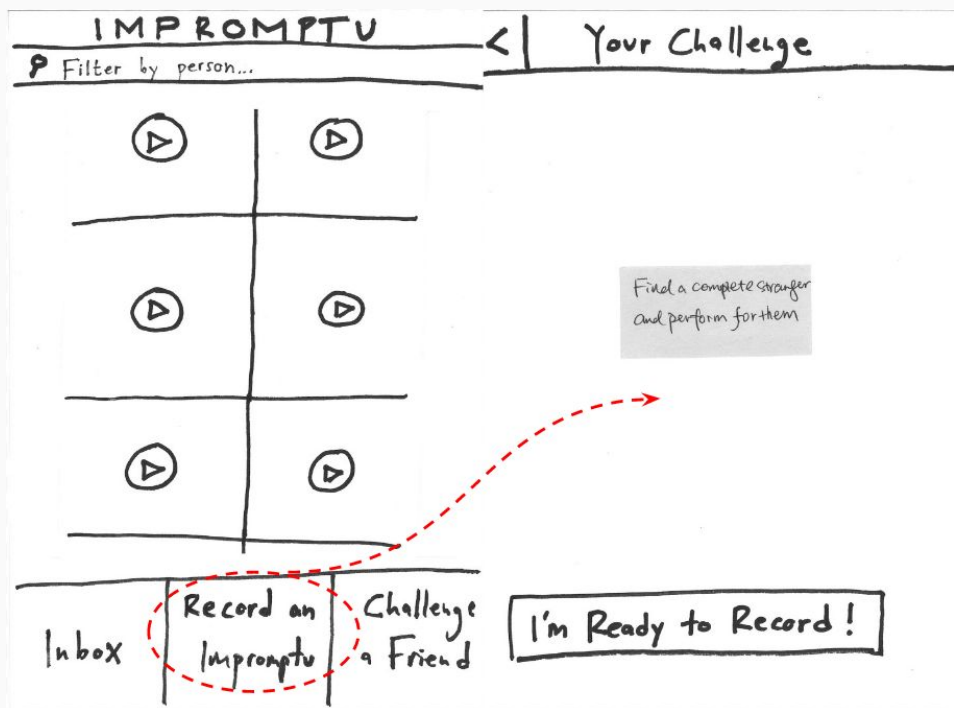 IMPROMPTU
Filter by person...
Inbox
Record an
Impromptu
Challenge
a Friend
< Your Challenge
Find a complete stranger
and perform for them
I'm Ready to Record!